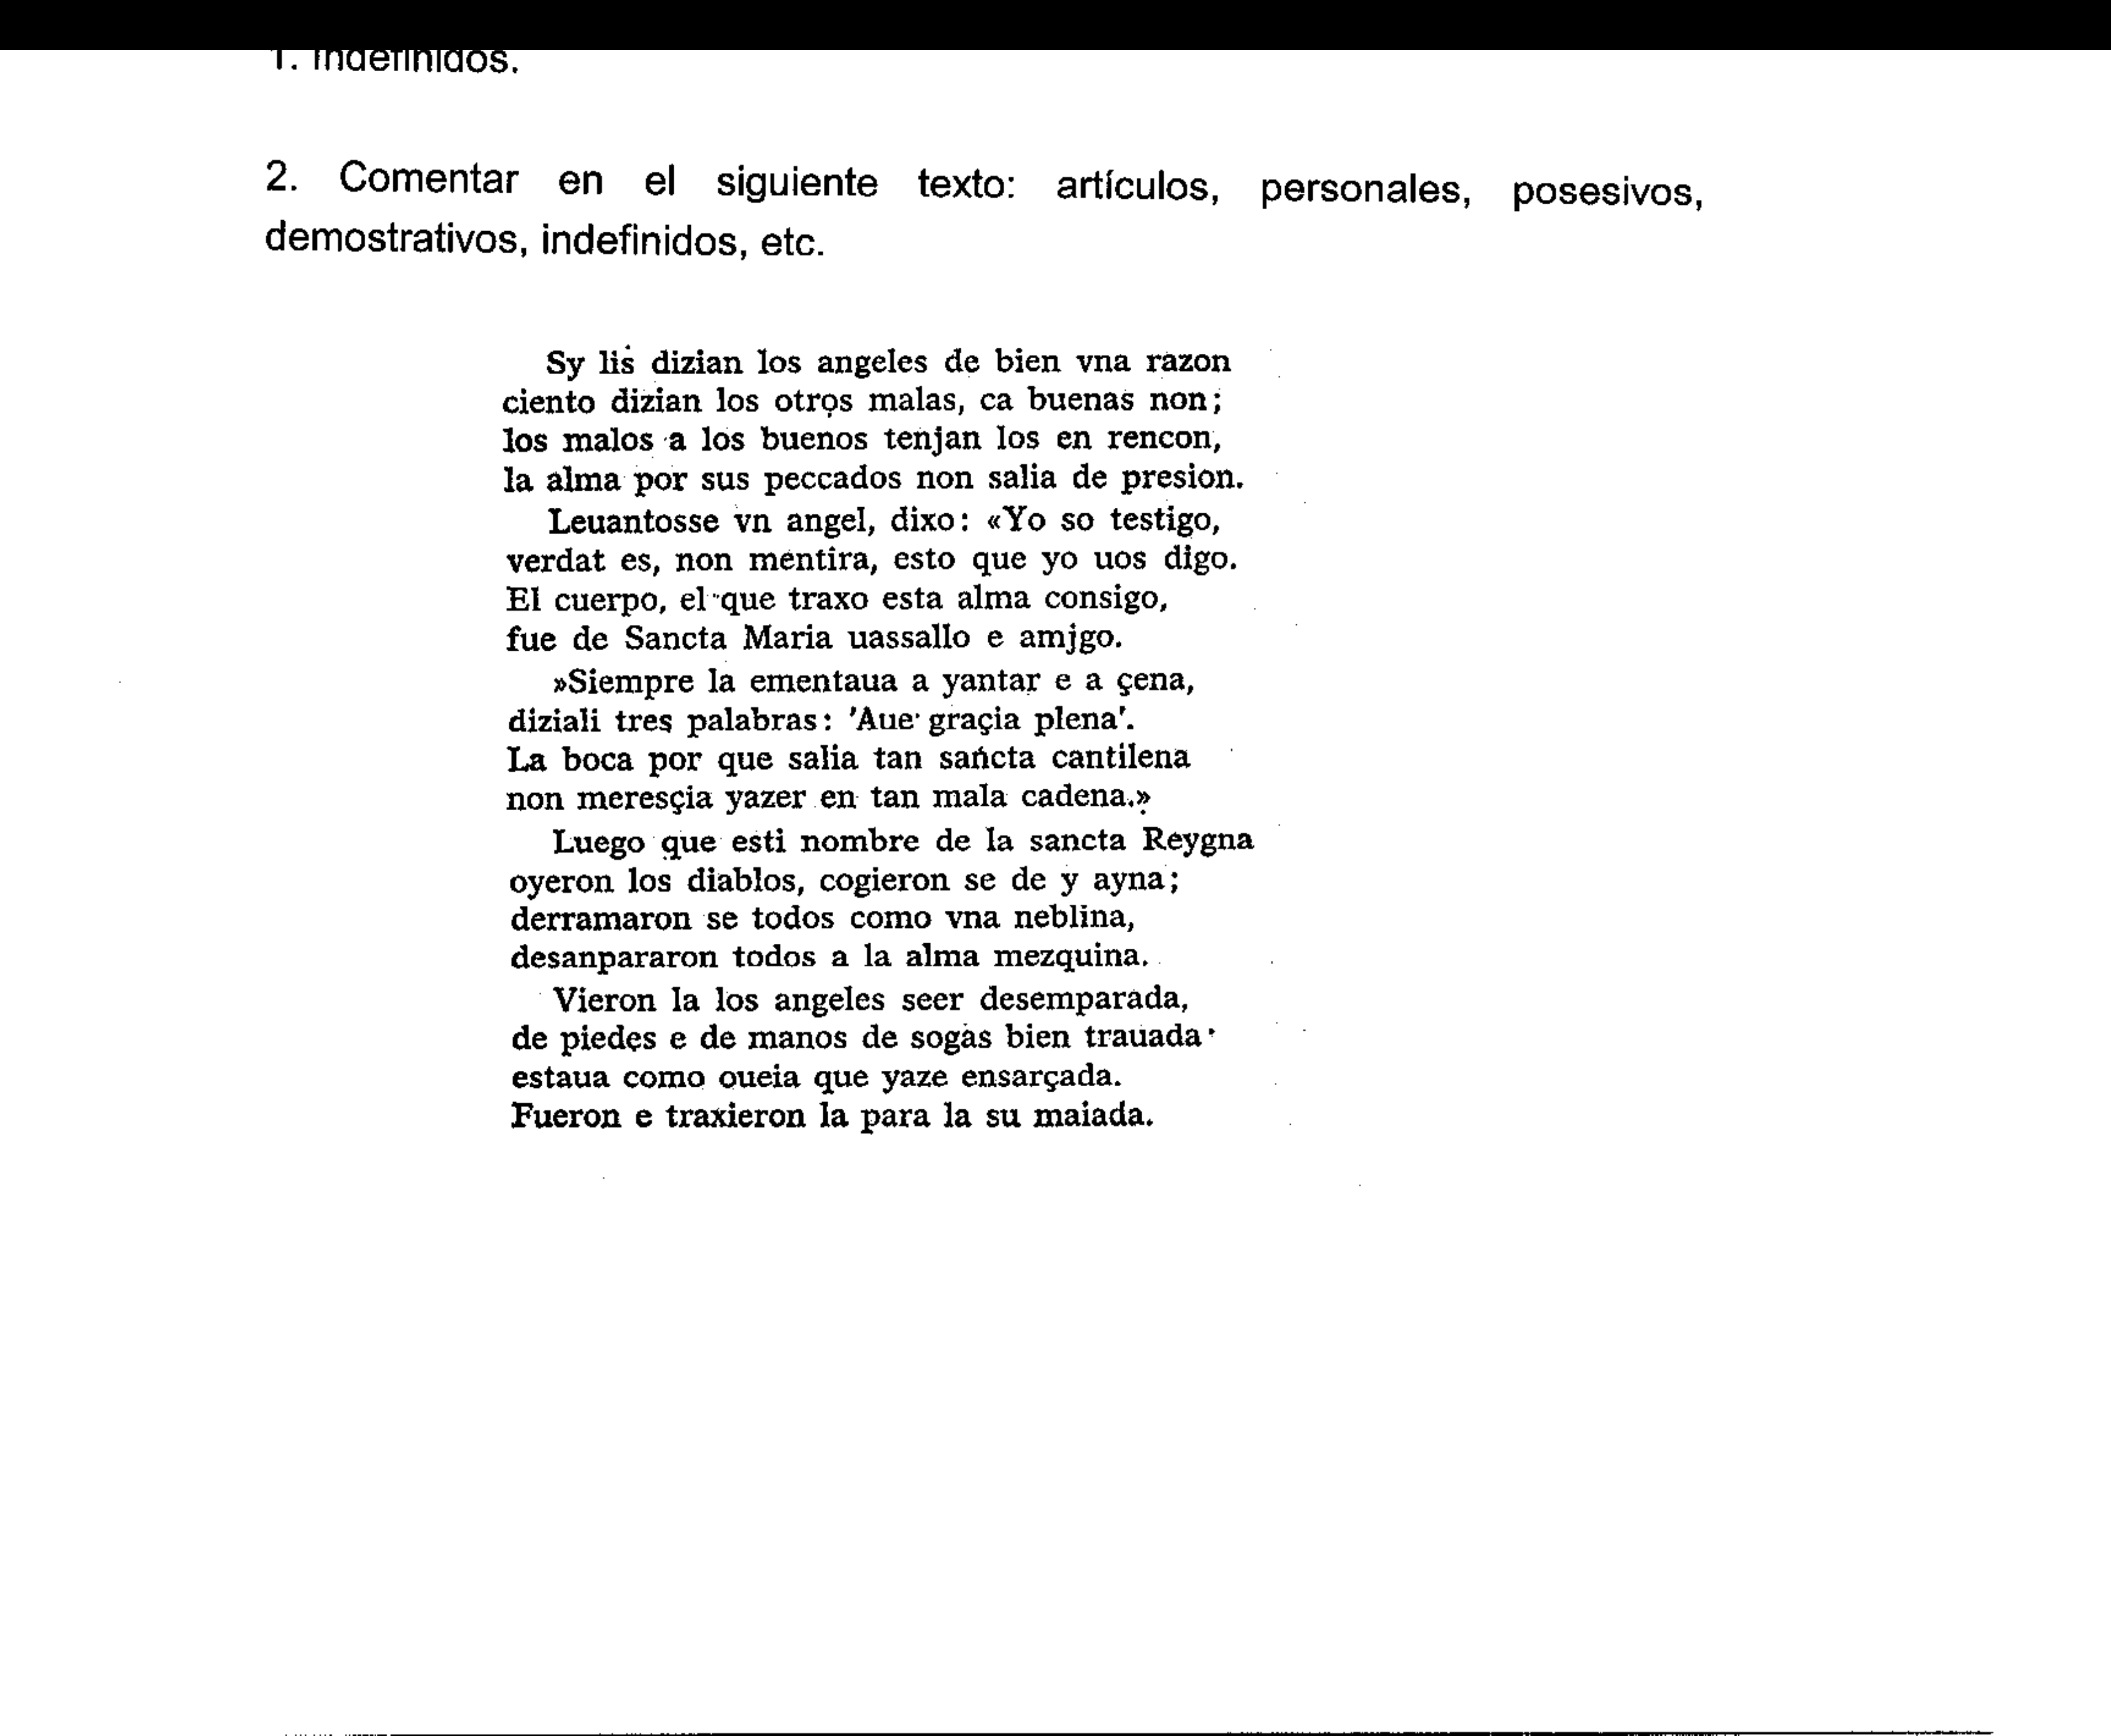 1. Indefinidos.
2. Comentar en el siguiente texto: artículos, personales, posesivos,
demostrativos, indefinidos, etc.
Sy lis dizian los angeles de bien vna razon
ciento dizian los otros malas, ca buenas non;
los malos a los buenos tenjan los en rencon,
la alma por sus peccados non salia de presion.
Leuantosse vn angel, dixo: «Yo so testigo,
verdat es, non mentira, esto que yo uos digo.
El cuerpo, el que traxo esta alma consigo,
fue de Sancta Maria uassallo e amjgo.
»Siempre la ementaua a yantar e a çena,
diziali tres palabras: 'Aue graçia plena'.
La boca por que salia tan sancta cantilena
non meresçia yazer en tan mala cadena.»
Luego que esti nombre de la sancta Reygna
oyeron los diablos, cogieron se de y ayna;
derramaron se todos como vna neblina,
desanpararon todos a la alma mezquina.
Vieron la los angeles seer desemparada,
de piedes e de manos de sogas bien trauada·
estaua como oueia que yaze ensarçada.
Fueron e traxieron la para la su maiada.